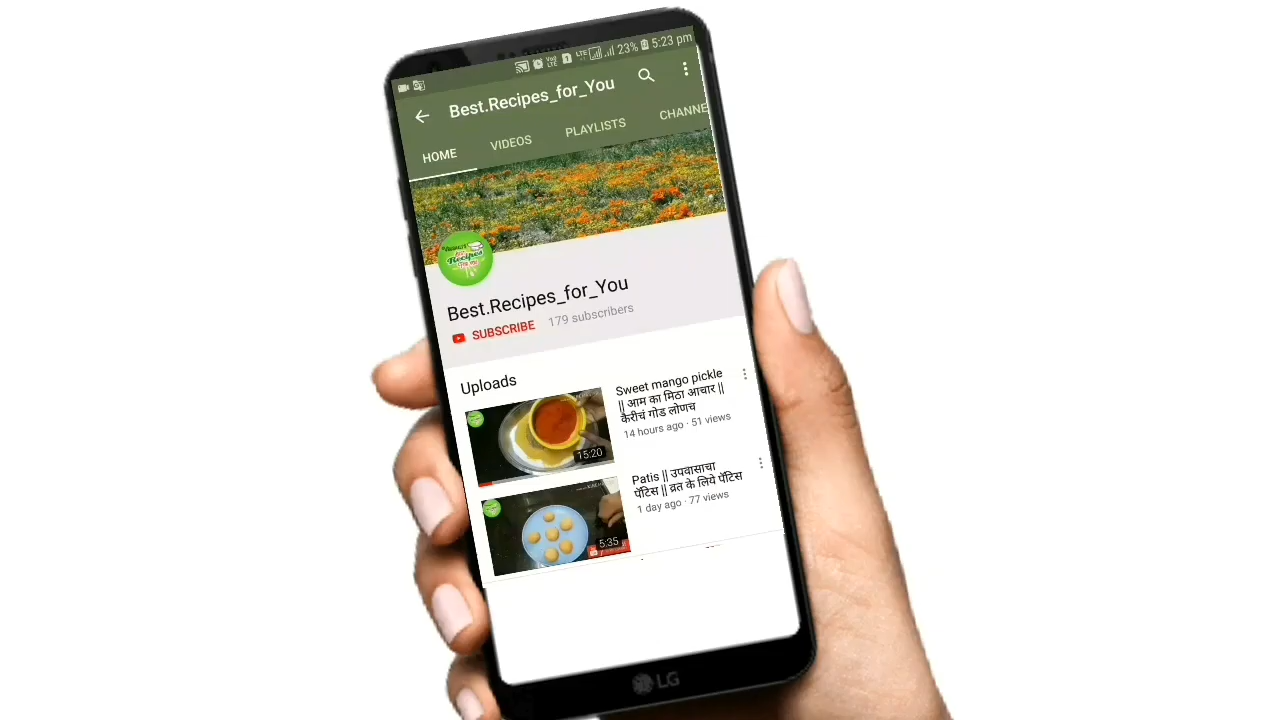 23% 5:23 pm
Best.Recipes_for_You
HOME VIDEOS PLAYLISTS CHANNE
Recipes
Best.Recipes_for_You
SUBSCRIBE 179 subscribers
Uploads
Sweet mango pickle
|| आम का मिठा आचार ||
कैरीचं गोड लोणच
14 hours ago · 51 views
15:20
Patis || उपवासाचा
पॅटिस || व्रत के लिये पॅटिस
1 day ago · 77 views
5:35
LG